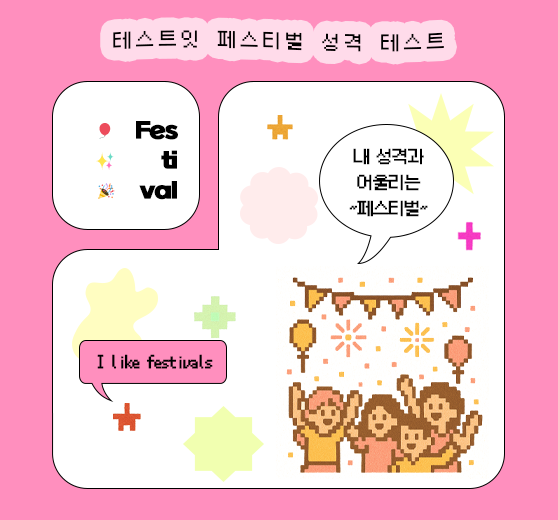 테스트잇 페스티벌 성격 테스트
Fes
ti
val
내 성격과
어울리는
~페스티벌~
I like festivals